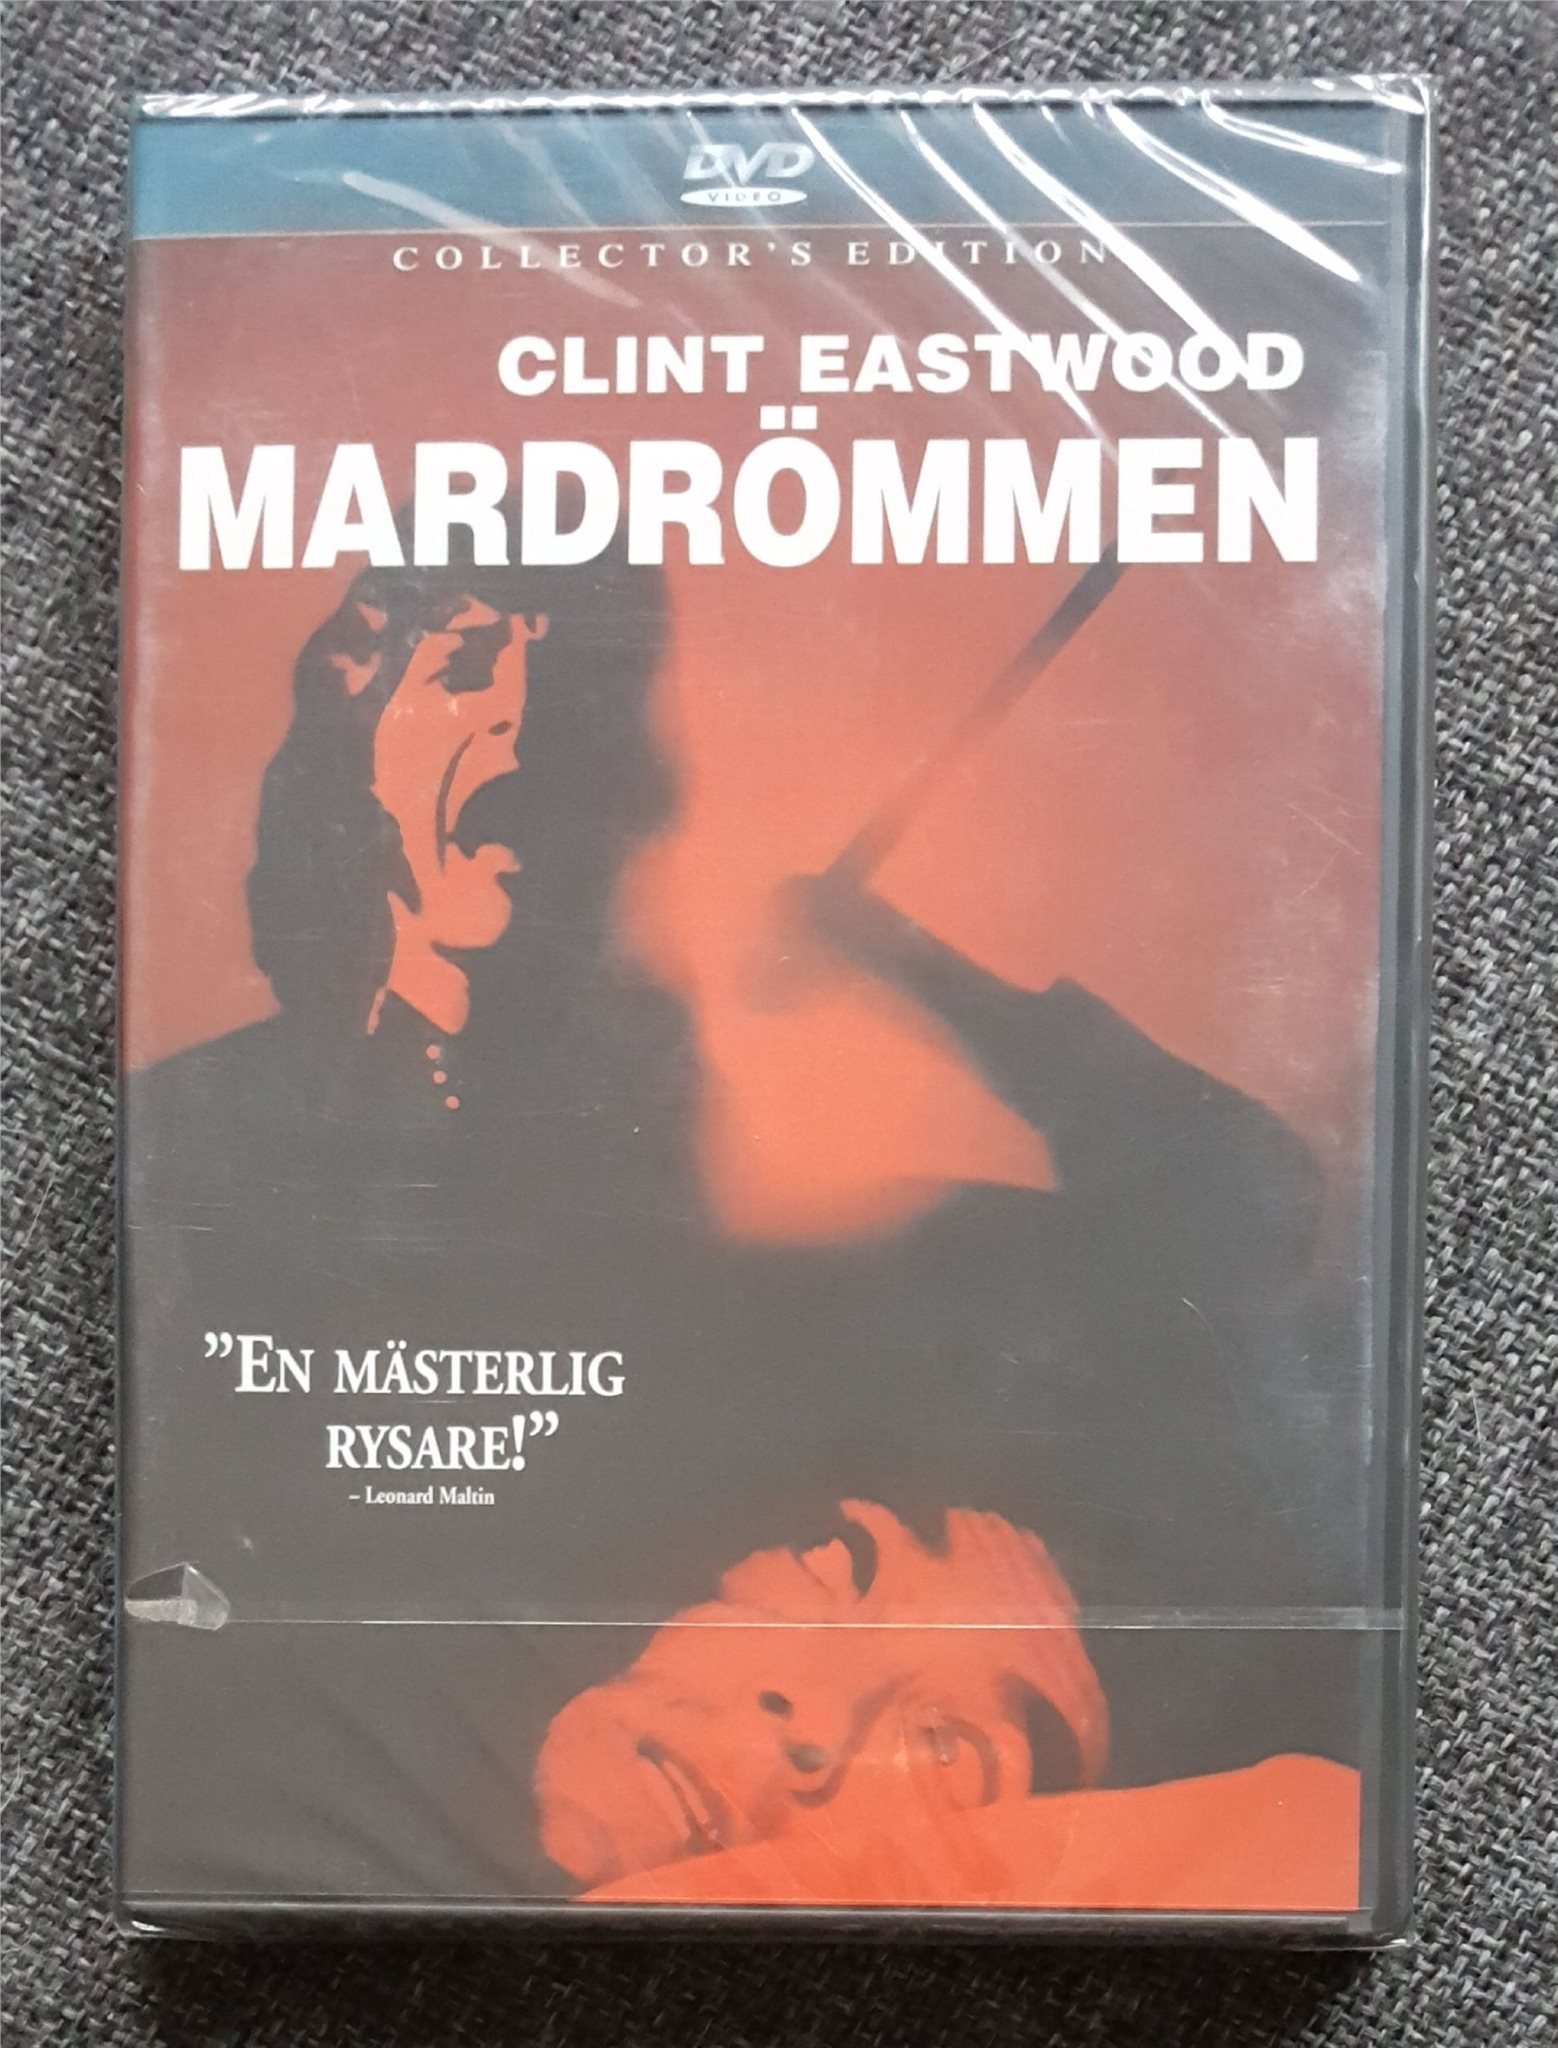 DVD
VIDEO
COLLECTOR'S EDITION
CLINT EASTWOOD
MARDRÖMMEN
”EN MÄSTERLIG
RYSARE!”
– Leonard Maltin